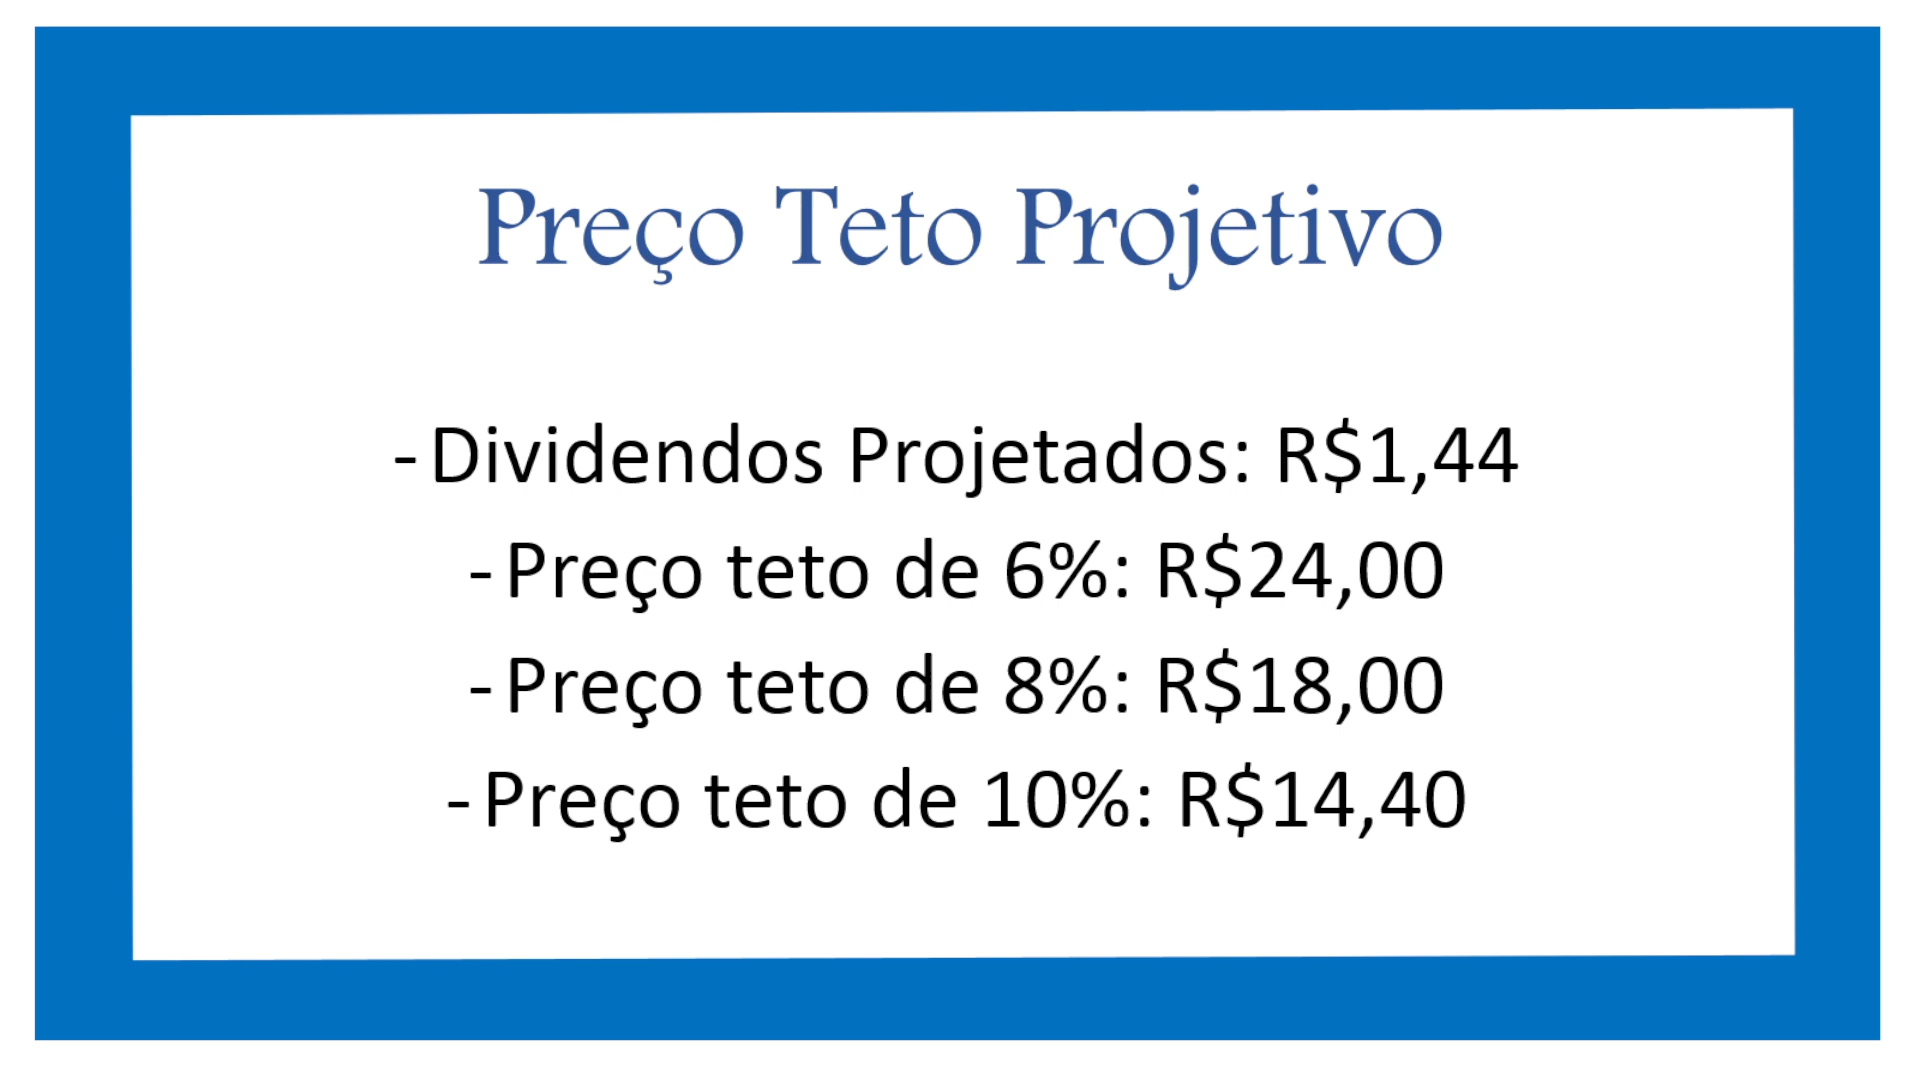 Preço Teto Projetivo
- Dividendos Projetados: R$1,44
- Preço teto de 6%: R$24,00
- Preço teto de 8%: R$18,00
- Preço teto de 10%: R$14,40